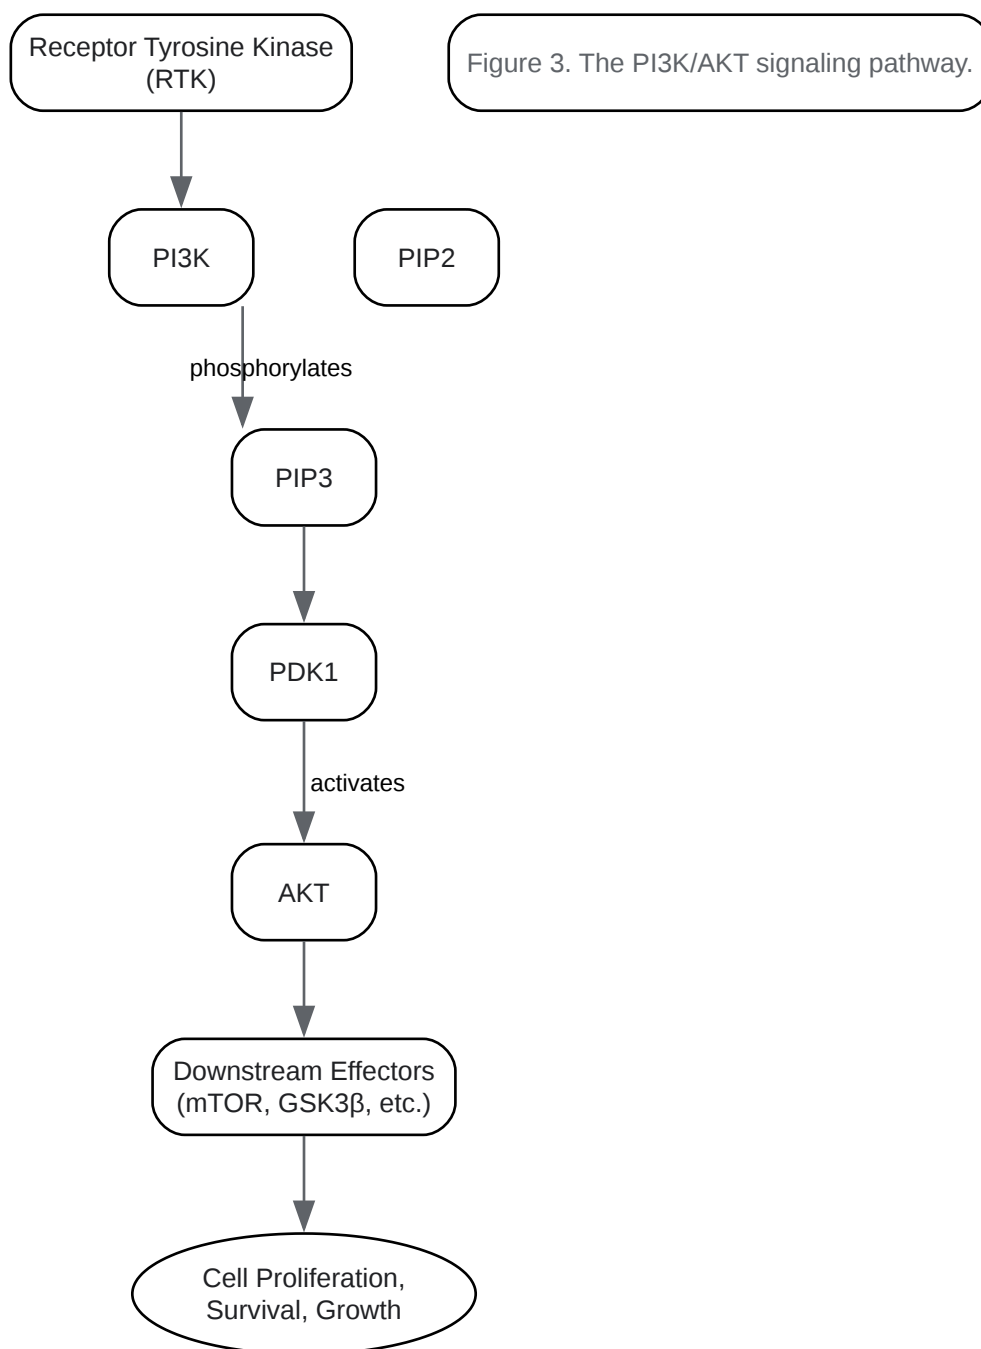 Receptor Tyrosine Kinase
(RTK)
Figure 3. The PI3K/AKT signaling pathway.
PI3K
PIP2
phosphorylates
PIP3
PDK1
activates
AKT
Downstream Effectors
(mTOR, GSK3β, etc.)
Cell Proliferation,
Survival, Growth